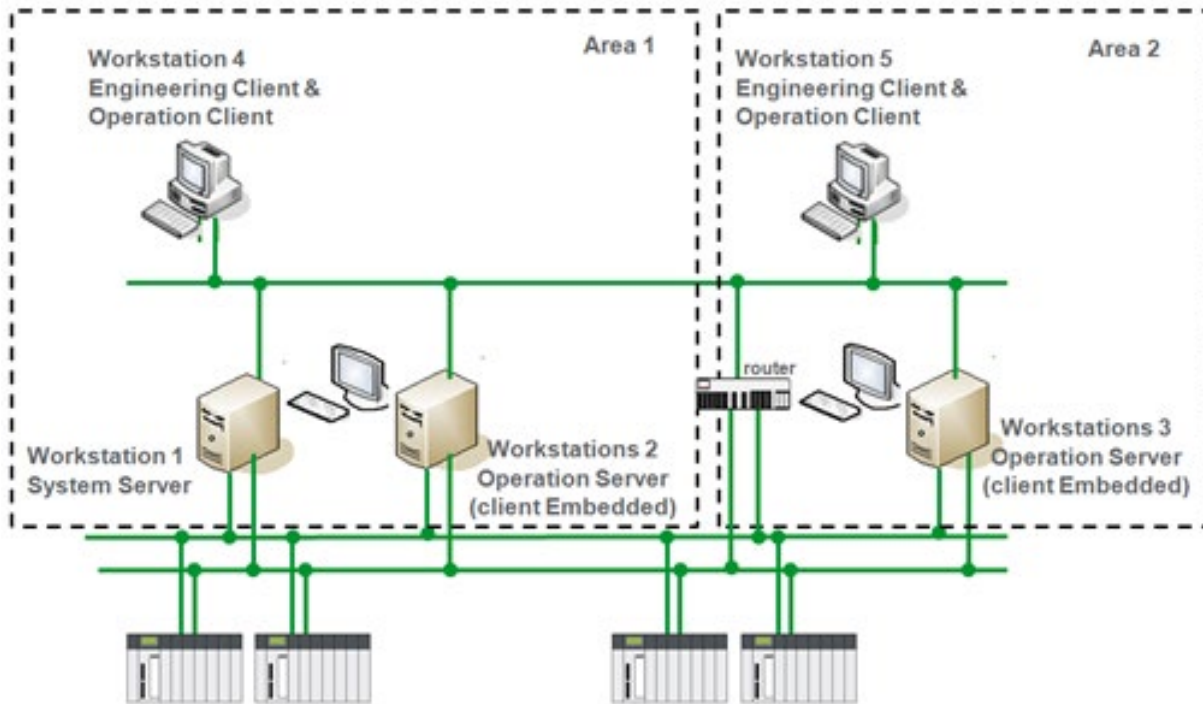 Area 1
Workstation 4
Engineering Client &
Operation Client
Area 2
Workstation 5
Engineering Client &
Operation Client
Workstation 1
System Server
Workstations 2
Operation Server
(client Embedded)
router
Workstations 3
Operation Server
(client Embedded)